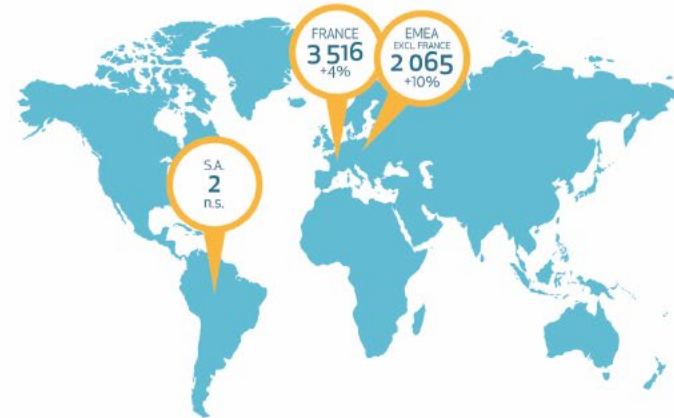 FRANCE
3 516
+4%
EMEA
EXCL. FRANCE
2 065
+10%
S.A.
2
n.s.